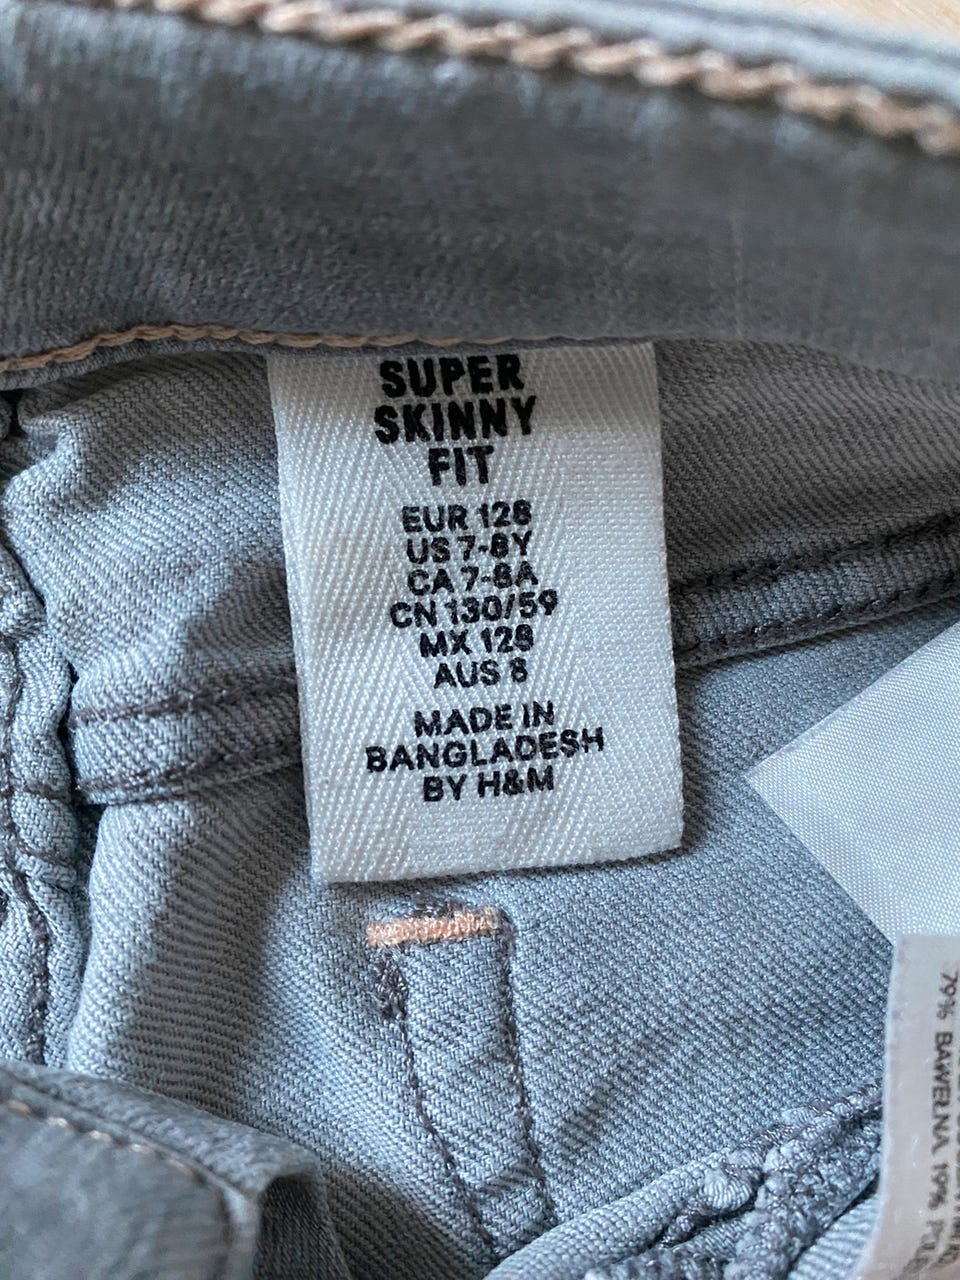 SUPER
SKINNY
FIT
EUR 128
US 7-8Y
CA 7-8A
CN 130/59
MX 128
AUS 8
MADE IN
BANGLADESH
BY H&M
79% BAWEŁNA 19%